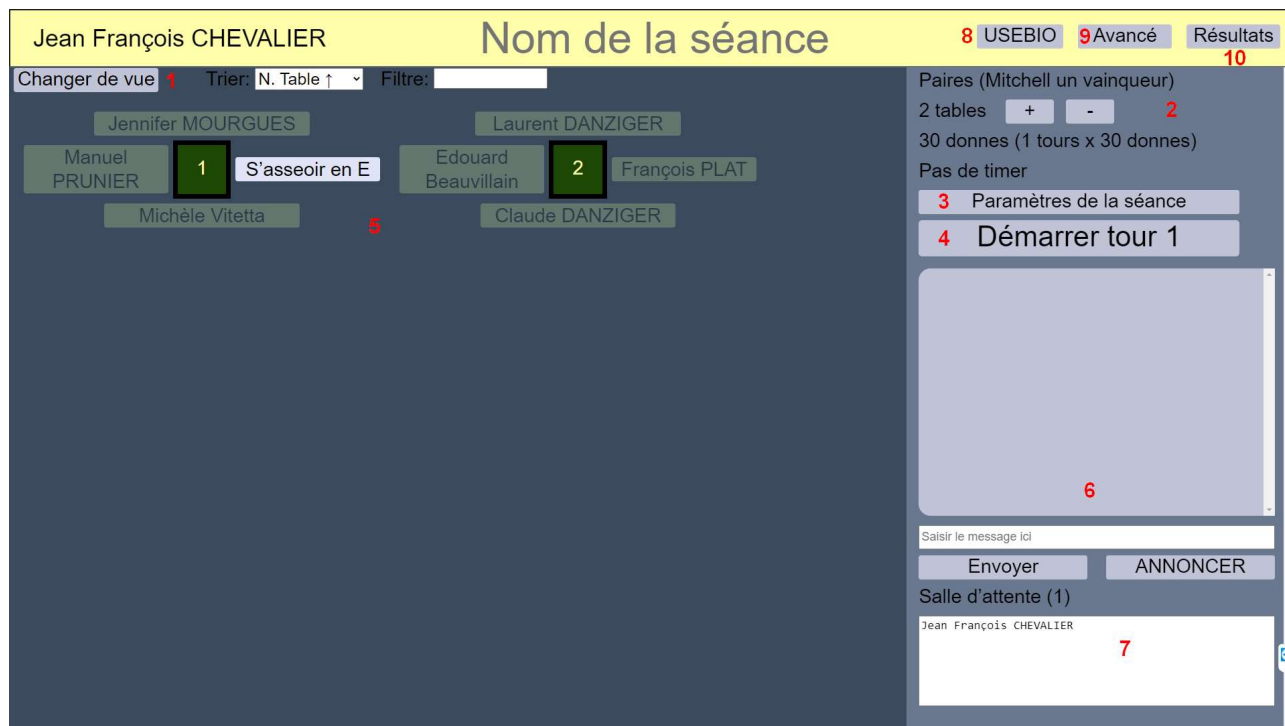 Jean François CHEVALIER
Nom de la séance
8 USEBIO 9 Avancé Résultats
10
Changer de vue 1 Trier: N. Table ↑ Filtre:
Jennifer MOURGUES
Manuel
PRUNIER
1
S'asseoir en E
Michèle Vitetta
Laurent DANZIGER
Edouard
Beauvillain
2
François PLAT
Claude DANZIGER
5
Paires (Mitchell un vainqueur)
2 tables + - 2
30 donnes (1 tours x 30 donnes)
Pas de timer
3 Paramètres de la séance
4 Démarrer tour 1
6
Saisir le message ici
Envoyer ANNONCER
Salle d'attente (1)
Jean François CHEVALIER
7